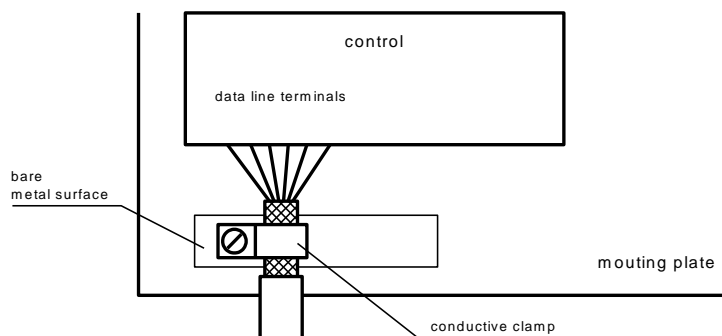 control
data line terminals
bare
metal surface
mouting plate
conductive clamp